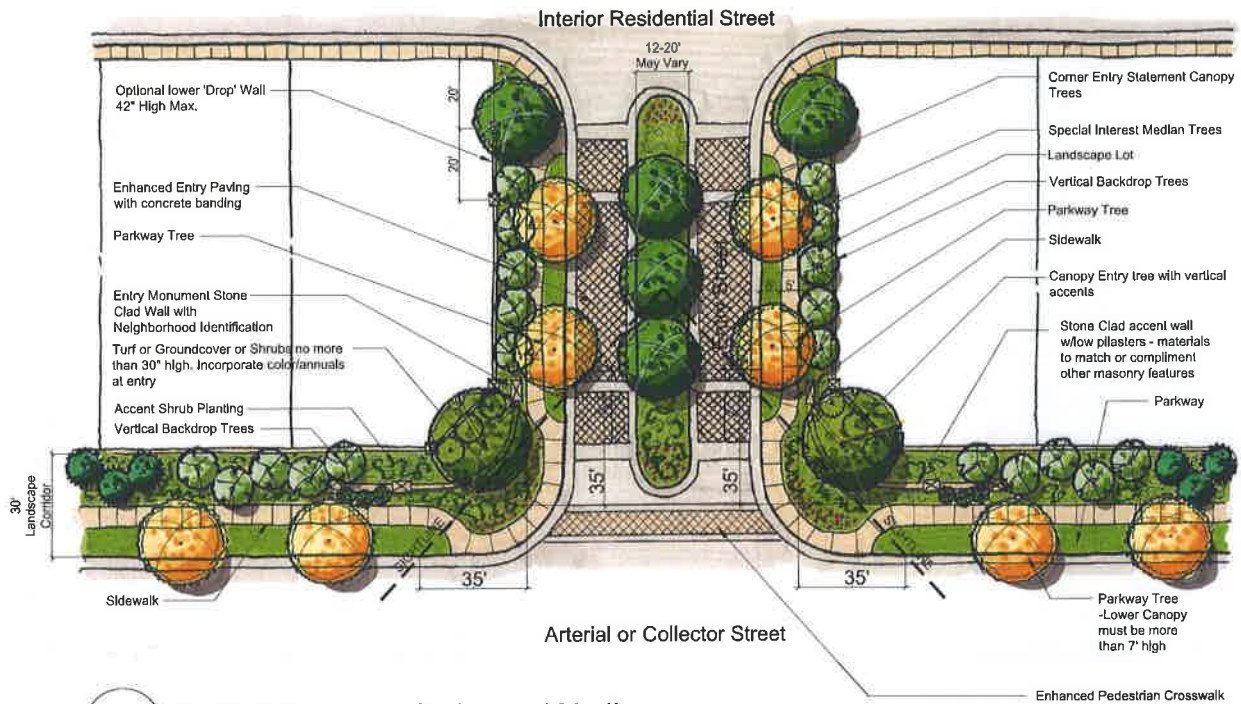 Interior Residential Street
12-20'
May Vary
Optional lower 'Drop' Wall
42" High Max.
20'
20'
Enhanced Entry Paving
with concrete banding
Parkway Tree
Entry Monument Stone
Clad Wall with
Neighborhood Identification
Turf or Groundcover or Shrubs no more
than 30" high. Incorporate color/annuals
at entry
Accent Shrub Planting
Vertical Backdrop Trees
30'
Landscape
Corridor
Sidewalk
Corner Entry Statement Canopy
Trees
Special Interest Median Trees
Landscape Lot
Vertical Backdrop Trees
Parkway Tree
Sidewalk
Canopy Entry tree with vertical
accents
Stone Clad accent wall
w/low pilasters - materials
to match or compliment
other masonry features
Parkway
5'
35'
35'
35'
35'
Arterial or Collector Street
Parkway Tree
-Lower Canopy
must be more
than 7' high
Enhanced Pedestrian Crosswalk